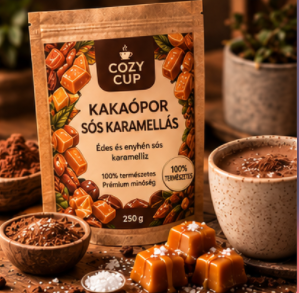 COZY
CUP
KAKAÓPOR
SÓS KARAMELLÁS
Édes és enyhén sós
karamellíz
100% természetes
Prémium minőség
100%
TERMÉSZETES
250 g